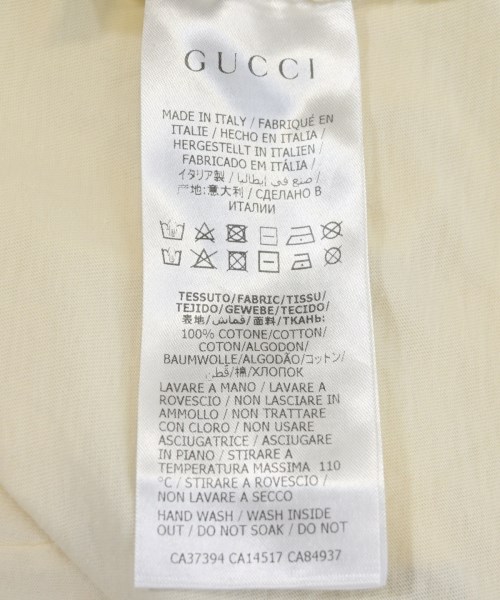 GUCCI
MADE IN ITALY / FABRIQUÉ EN
ITALIE / HECHO EN ITALIA /
HERGESTELLT IN ITALIEN /
FABRICADO EM ITÁLIA /
イタリア製 / صنع في إيطاليا /
产地:意大利 / СДЕЛАНО В
ИТАЛИИ
TESSUTO/FABRIC/TISSU/
TEJIDO/GEWEBE/TECIDO/
表地/قماش/面料/ТКАНЬ:
100% COTONE/COTTON/
COTON/ALGODON/
BAUMWOLLE/ALGODÃO/コットン/
قطن/棉/ХЛОПОК
LAVARE A MANO / LAVARE A
ROVESCIO / NON LASCIARE IN
AMMOLLO / NON TRATTARE
CON CLORO / NON USARE
ASCIUGATRICE / ASCIUGARE
IN PIANO / STIRARE A
TEMPERATURA MASSIMA 110
°C / STIRARE A ROVESCIO /
NON LAVARE A SECCO
HAND WASH / WASH INSIDE
OUT / DO NOT SOAK / DO NOT
CA37394 CA14517 CA84937